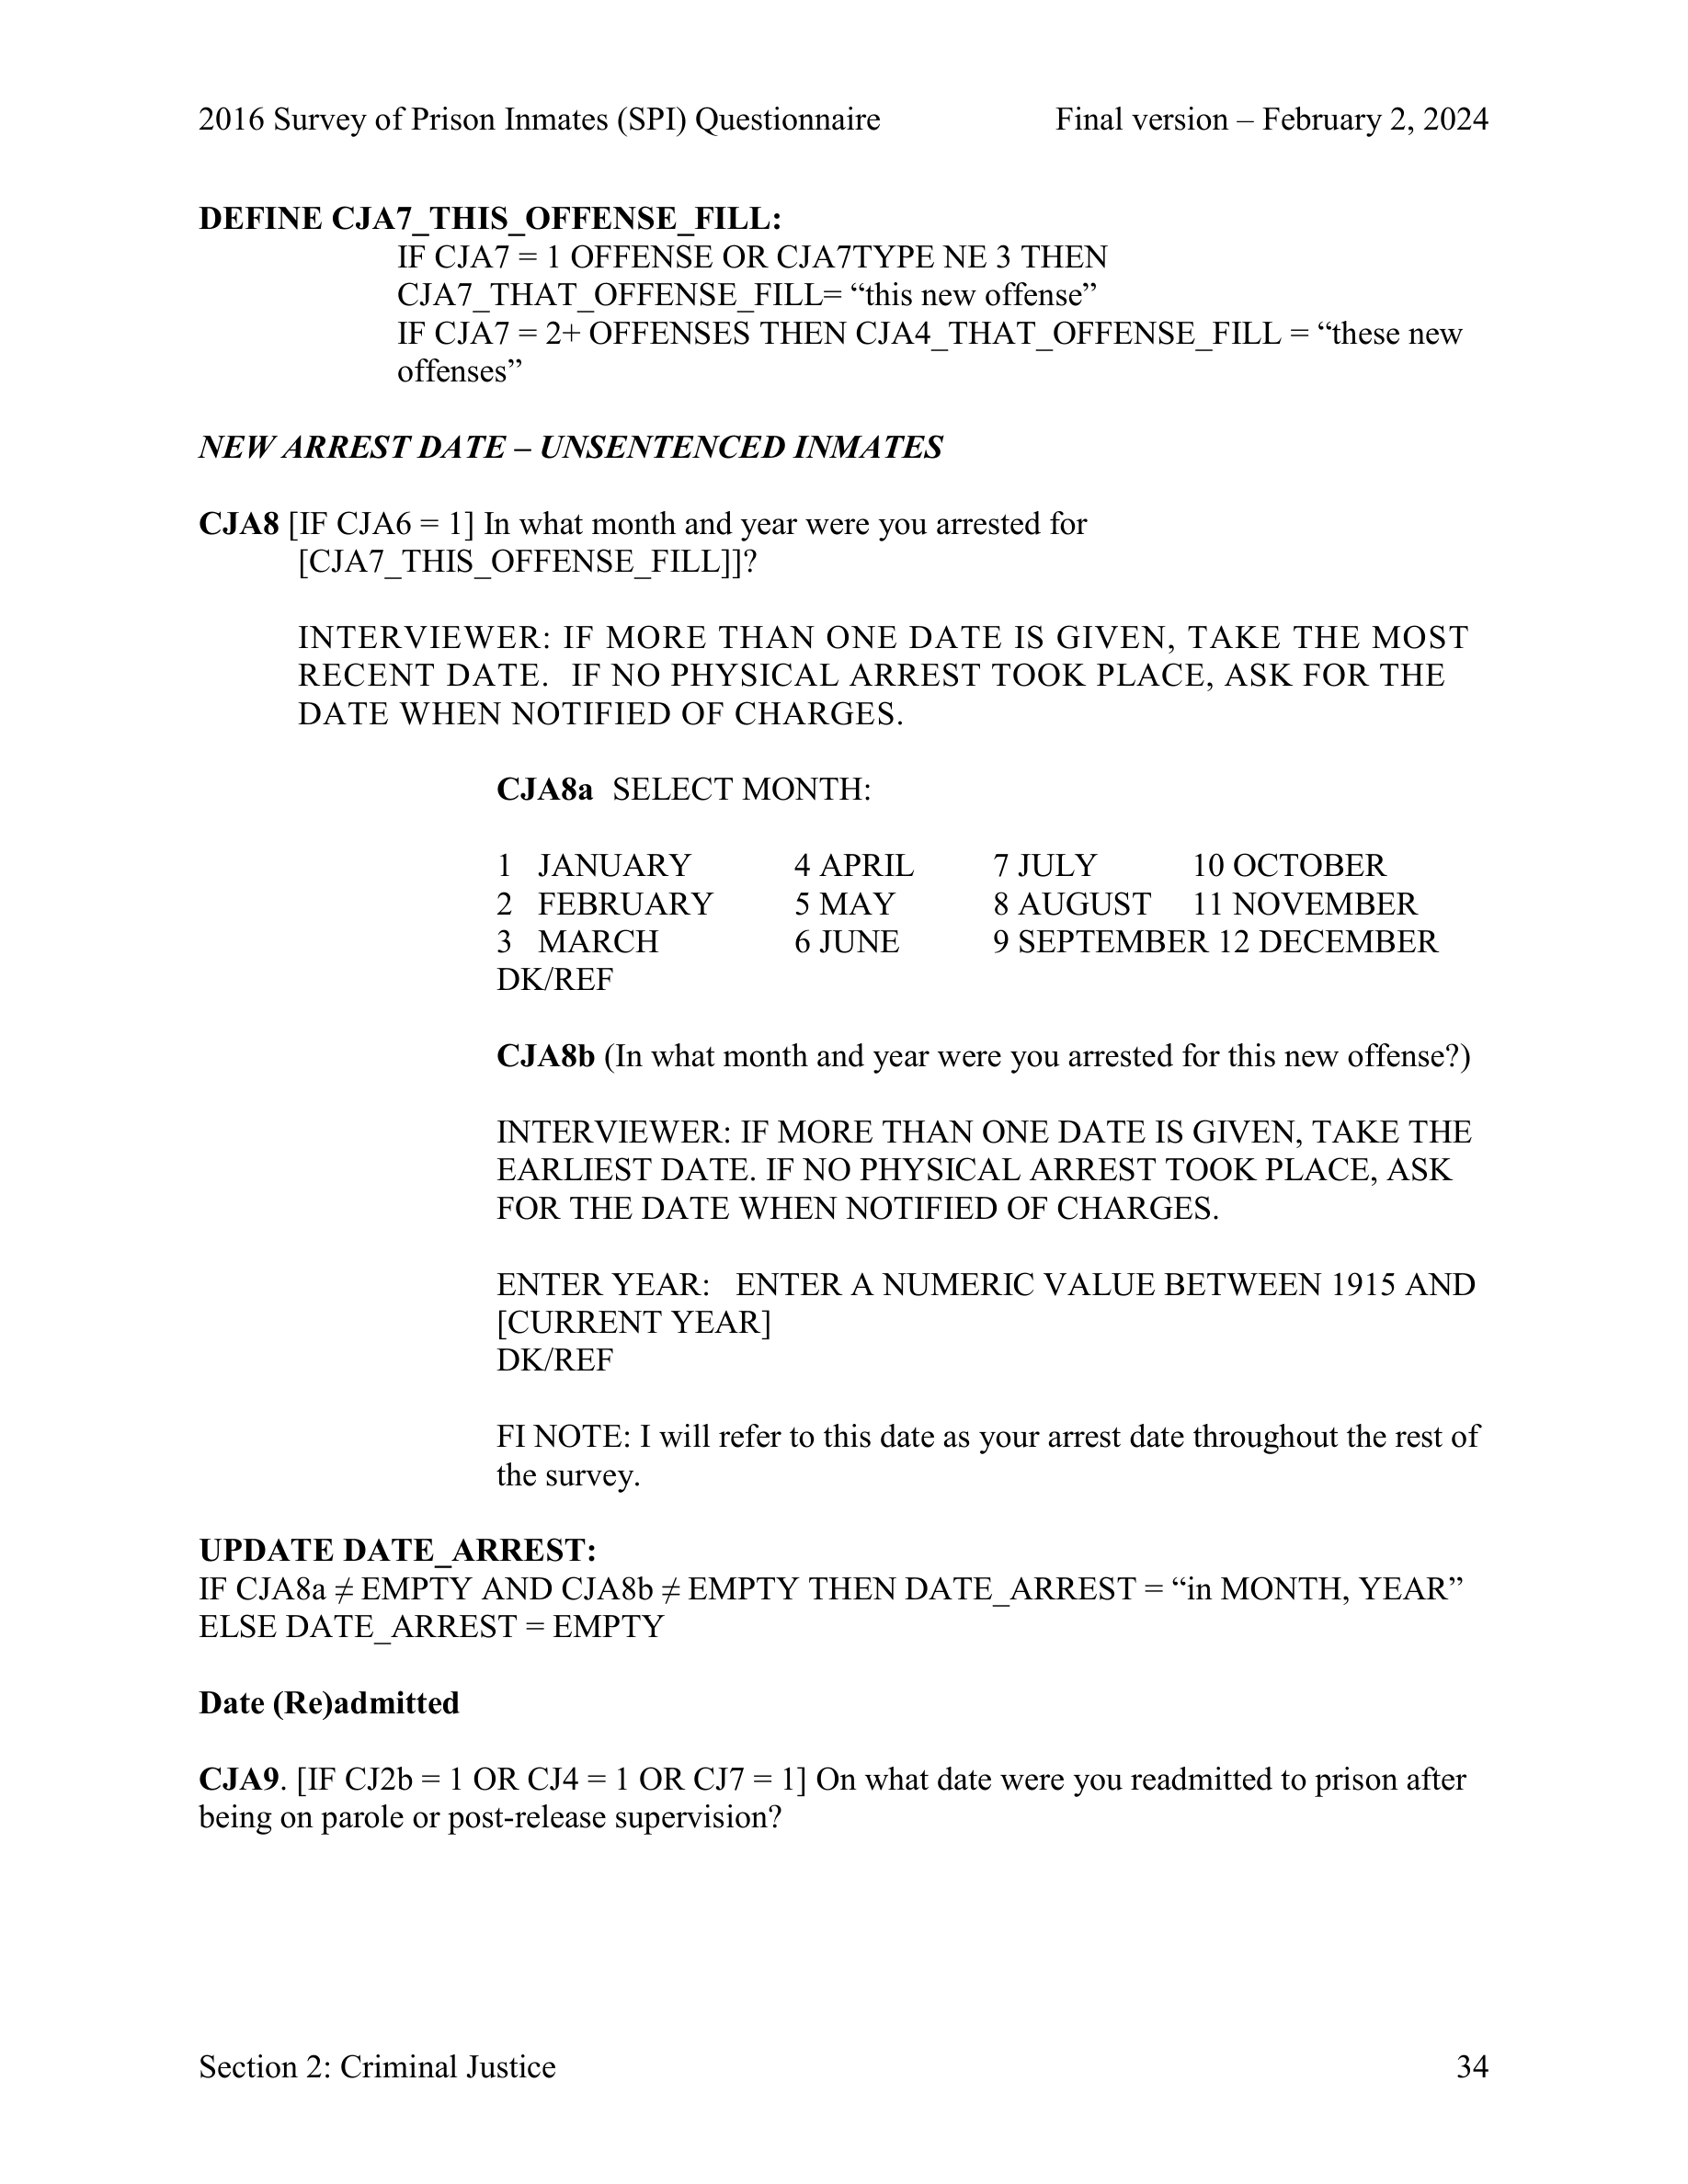 2016 Survey of Prison Inmates (SPI) Questionnaire Final version – February 2, 2024
DEFINE CJA7_THIS_OFFENSE_FILL:
IF CJA7 = 1 OFFENSE OR CJA7TYPE NE 3 THEN
CJA7_THAT_OFFENSE_FILL= “this new offense”
IF CJA7 = 2+ OFFENSES THEN CJA4_THAT_OFFENSE_FILL = “these new
offenses”
NEW ARREST DATE – UNSENTENCED INMATES
CJA8 [IF CJA6 = 1] In what month and year were you arrested for
[CJA7_THIS_OFFENSE_FILL]]?
INTERVIEWER: IF MORE THAN ONE DATE IS GIVEN, TAKE THE MOST
RECENT DATE. IF NO PHYSICAL ARREST TOOK PLACE, ASK FOR THE
DATE WHEN NOTIFIED OF CHARGES.
CJA8a SELECT MONTH:
1 JANUARY 4 APRIL 7 JULY 10 OCTOBER
2 FEBRUARY 5 MAY 8 AUGUST 11 NOVEMBER
3 MARCH 6 JUNE 9 SEPTEMBER 12 DECEMBER
DK/REF
CJA8b (In what month and year were you arrested for this new offense?)
INTERVIEWER: IF MORE THAN ONE DATE IS GIVEN, TAKE THE
EARLIEST DATE. IF NO PHYSICAL ARREST TOOK PLACE, ASK
FOR THE DATE WHEN NOTIFIED OF CHARGES.
ENTER YEAR: ENTER A NUMERIC VALUE BETWEEN 1915 AND
[CURRENT YEAR]
DK/REF
FI NOTE: I will refer to this date as your arrest date throughout the rest of
the survey.
UPDATE DATE_ARREST:
IF CJA8a ≠ EMPTY AND CJA8b ≠ EMPTY THEN DATE_ARREST = “in MONTH, YEAR”
ELSE DATE_ARREST = EMPTY
Date (Re)admitted
CJA9. [IF CJ2b = 1 OR CJ4 = 1 OR CJ7 = 1] On what date were you readmitted to prison after
being on parole or post-release supervision?
Section 2: Criminal Justice 34